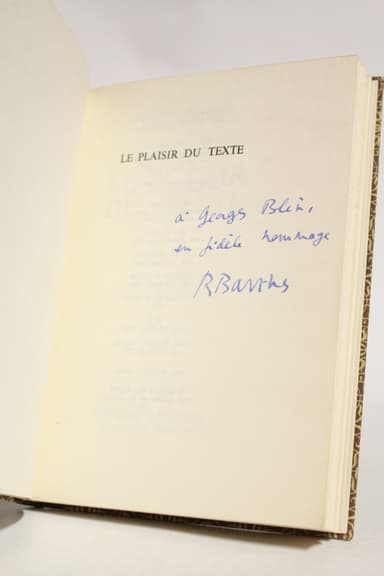 LE PLAISIR DU TEXTE
à Georges Blin,
en fidèle hommage
RBarthes